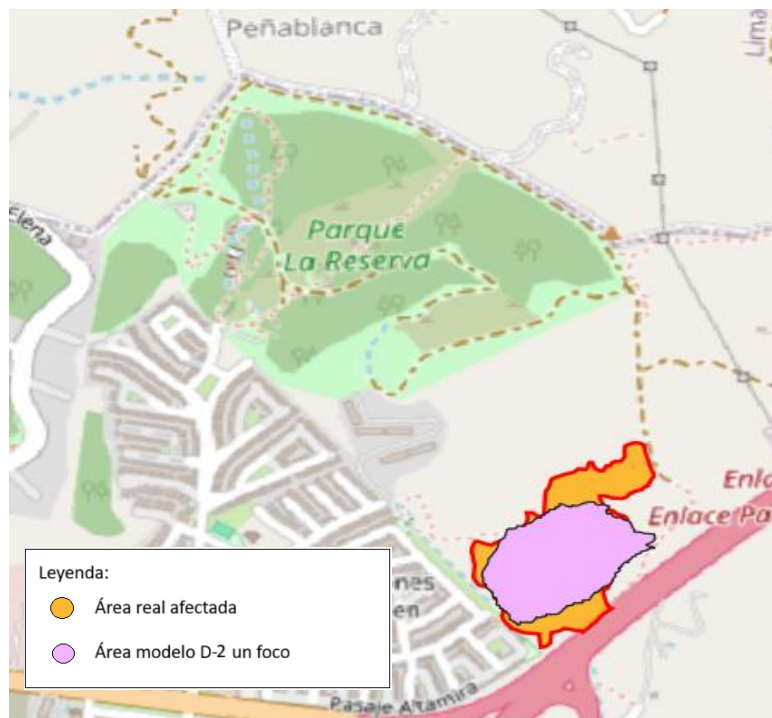 Peñablanca
Lima
Elena
Parque
La Reserva
Enla
Enlace Pa
Leyenda:
Área real afectada
Área modelo D-2 un foco
nes
en
Pasaje Altamira